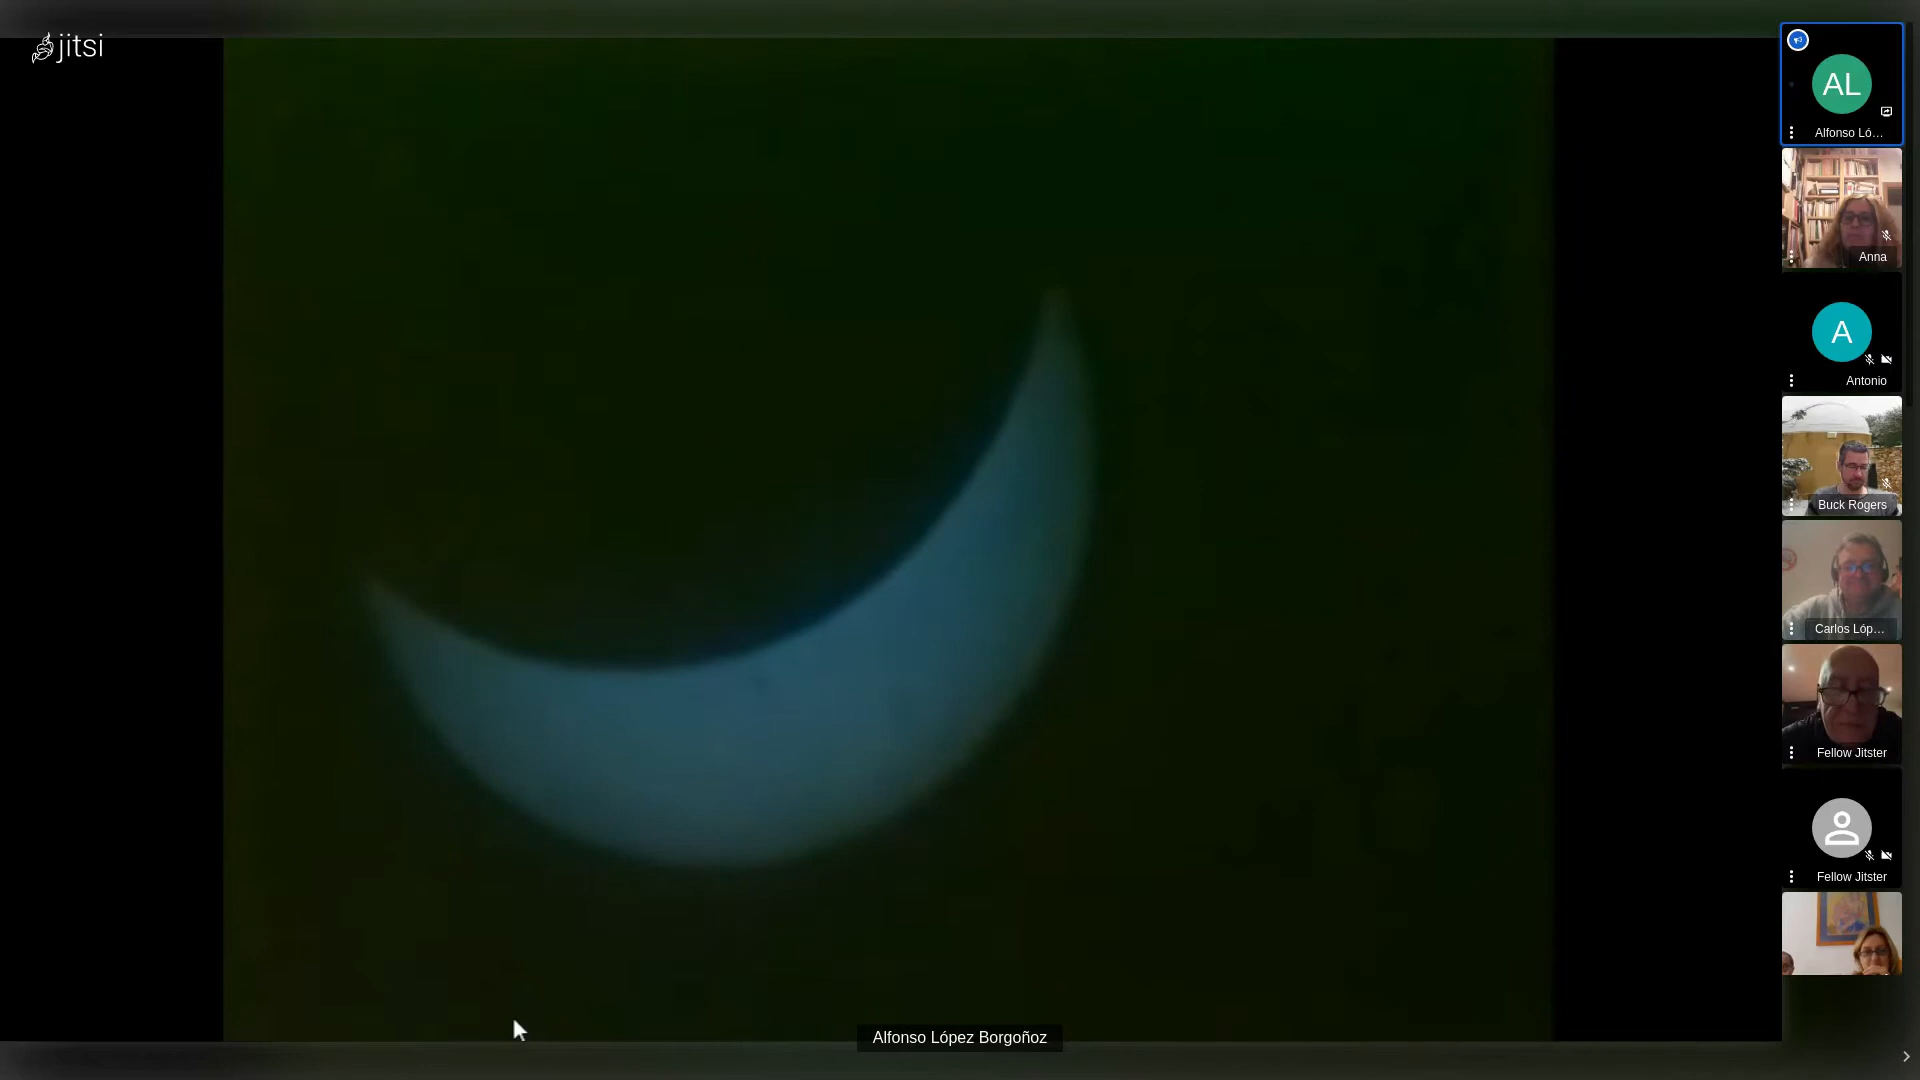 jitsi
AL
Alfonso Ló...
Anna
A
Antonio
Buck Rogers
Carlos Lóp...
Fellow Jitster
Fellow Jitster
Alfonso López Borgoñoz